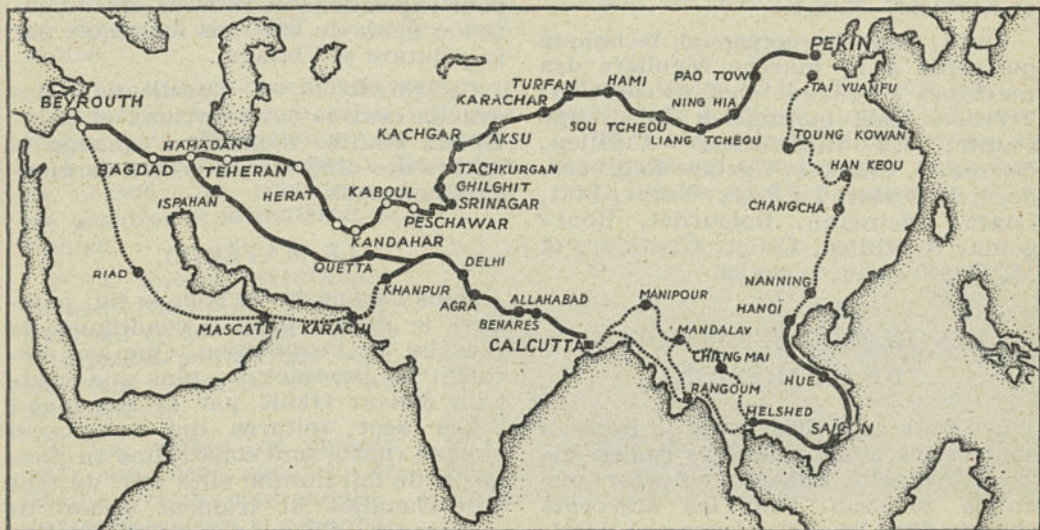 PEKIN
TAI YUANFU
PAO TOW
HAMI
TURFAN
NING HIA
KARACHAR
BEYROUTH
SOU TCHEOU
TOUNG KOWAN
KACHGAR
LIANG TCHEOU
AKSU
HAMADAN
HAN KEOU
BAGDAD
TEHERAN
TACHKURGAN
KABOUL
GHILGHIT
HERAT
SRINAGAR
CHANGCHA
ISPAHAN
PESCHAWAR
KANDAHAR
QUETTA
DELHI
RIAD
KHANPUR
NANNING
AGRA
ALLAHABAD
MANIPOUR
HANOÏ
MASCATE
KARACHI
BENARES
MANDALAY
CALCUTTA
CHIENG MAI
HUE
RANGOUM
MELSHED
SAIGON